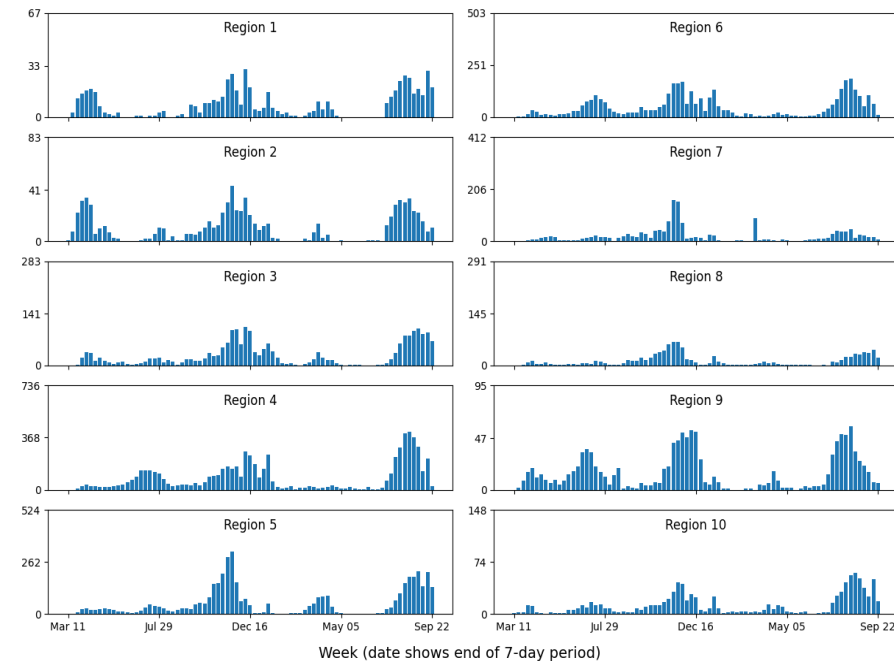 67
33
0
Region 1
503
251
0
Region 6
83
41
0
Region 2
412
206
0
Region 7
283
141
0
Region 3
291
145
0
Region 8
736
368
0
Region 4
95
47
0
Region 9
524
262
0
Region 5
148
74
0
Region 10
Mar 11 Jul 29 Dec 16 May 05 Sep 22
Mar 11 Jul 29 Dec 16 May 05 Sep 22
Week (date shows end of 7-day period)